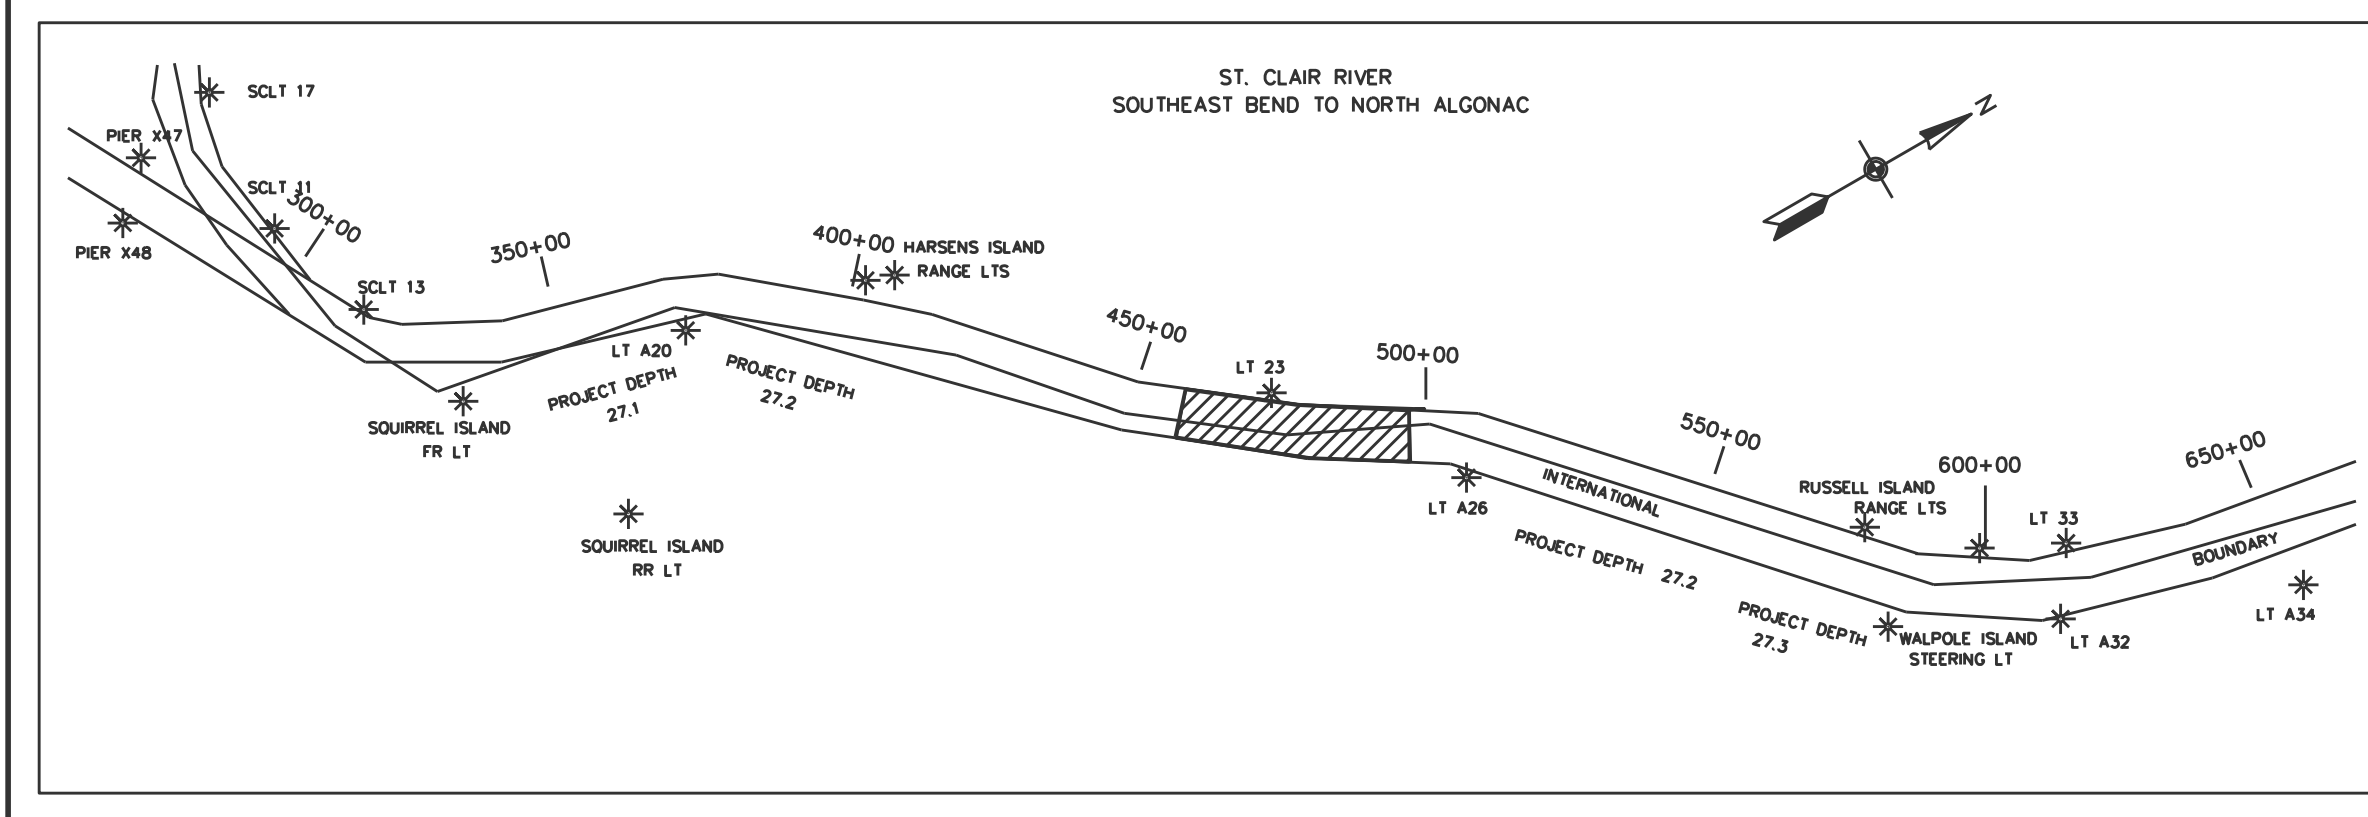 ST. CLAIR RIVER
SOUTHEAST BEND TO NORTH ALGONAC
N
SCLT 17
PIER X47
SCLT 11
300+00
PIER X48
SCLT 13
350+00
400+00
HARSENS ISLAND
RANGE LTS
LT A20
PROJECT DEPTH
27.1
PROJECT DEPTH
27.2
SQUIRREL ISLAND
FR LT
SQUIRREL ISLAND
RR LT
450+00
LT 23
500+00
LT A26
550+00
INTERNATIONAL
PROJECT DEPTH 27.2
600+00
RUSSELL ISLAND
RANGE LTS
LT 33
650+00
BOUNDARY
PROJECT DEPTH
27.3
WALPOLE ISLAND
STEERING LT
LT A32
LT A34